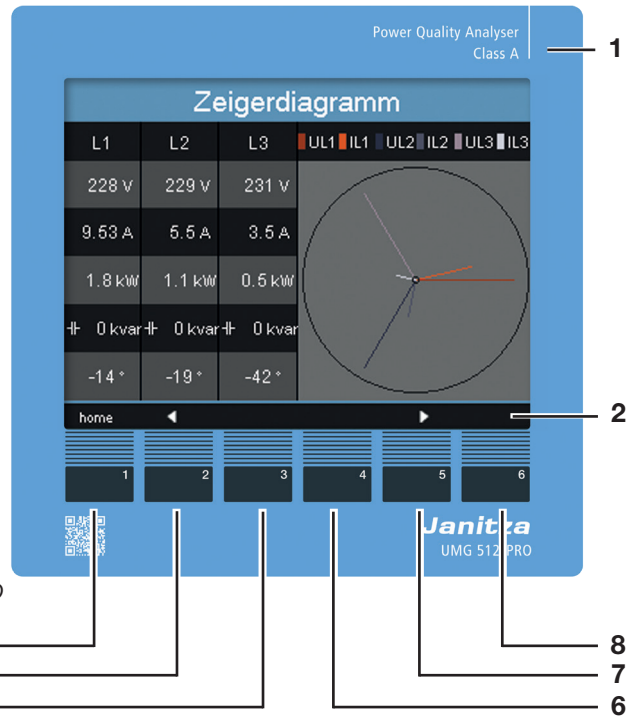 Power Quality Analyser
Class A
1
Zeigerdiagramm
L1 L2 L3 UL1 IL1 UL2 IL2 UL3 IL3
228 V 229 V 231 V
9.53 A 5.5 A 3.5 A
1.8 kW 1.1 kW 0.5 kW
0 kvar 0 kvar 0 kvar
-14 ° -19 ° -42 °
home
2
1 2 3 4 5 6
Janitza
UMG 512 PRO
8
7
6